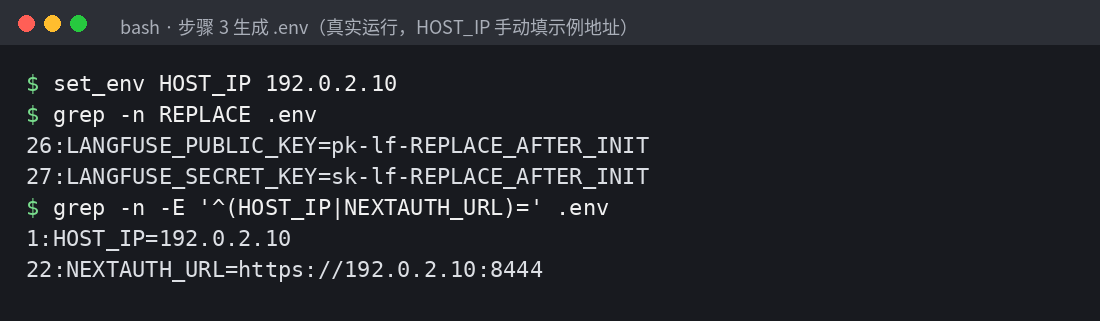 bash · 步骤 3 生成 .env（真实运行，HOST_IP 手动填示例地址）
$ set_env HOST_IP 192.0.2.10
$ grep -n REPLACE .env
26:LANGFUSE_PUBLIC_KEY=pk-lf-REPLACE_AFTER_INIT
27:LANGFUSE_SECRET_KEY=sk-lf-REPLACE_AFTER_INIT
$ grep -n -E '^(HOST_IP|NEXTAUTH_URL)=' .env
1:HOST_IP=192.0.2.10
22:NEXTAUTH_URL=https://192.0.2.10:8444